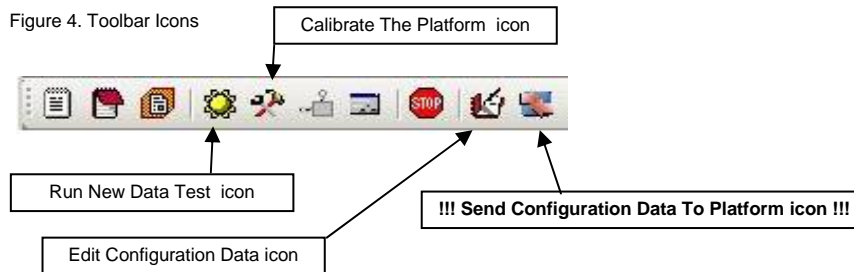 Figure 4. Toolbar Icons
Calibrate The Platform icon
STOP
Run New Data Test icon
!!! Send Configuration Data To Platform icon !!!
Edit Configuration Data icon